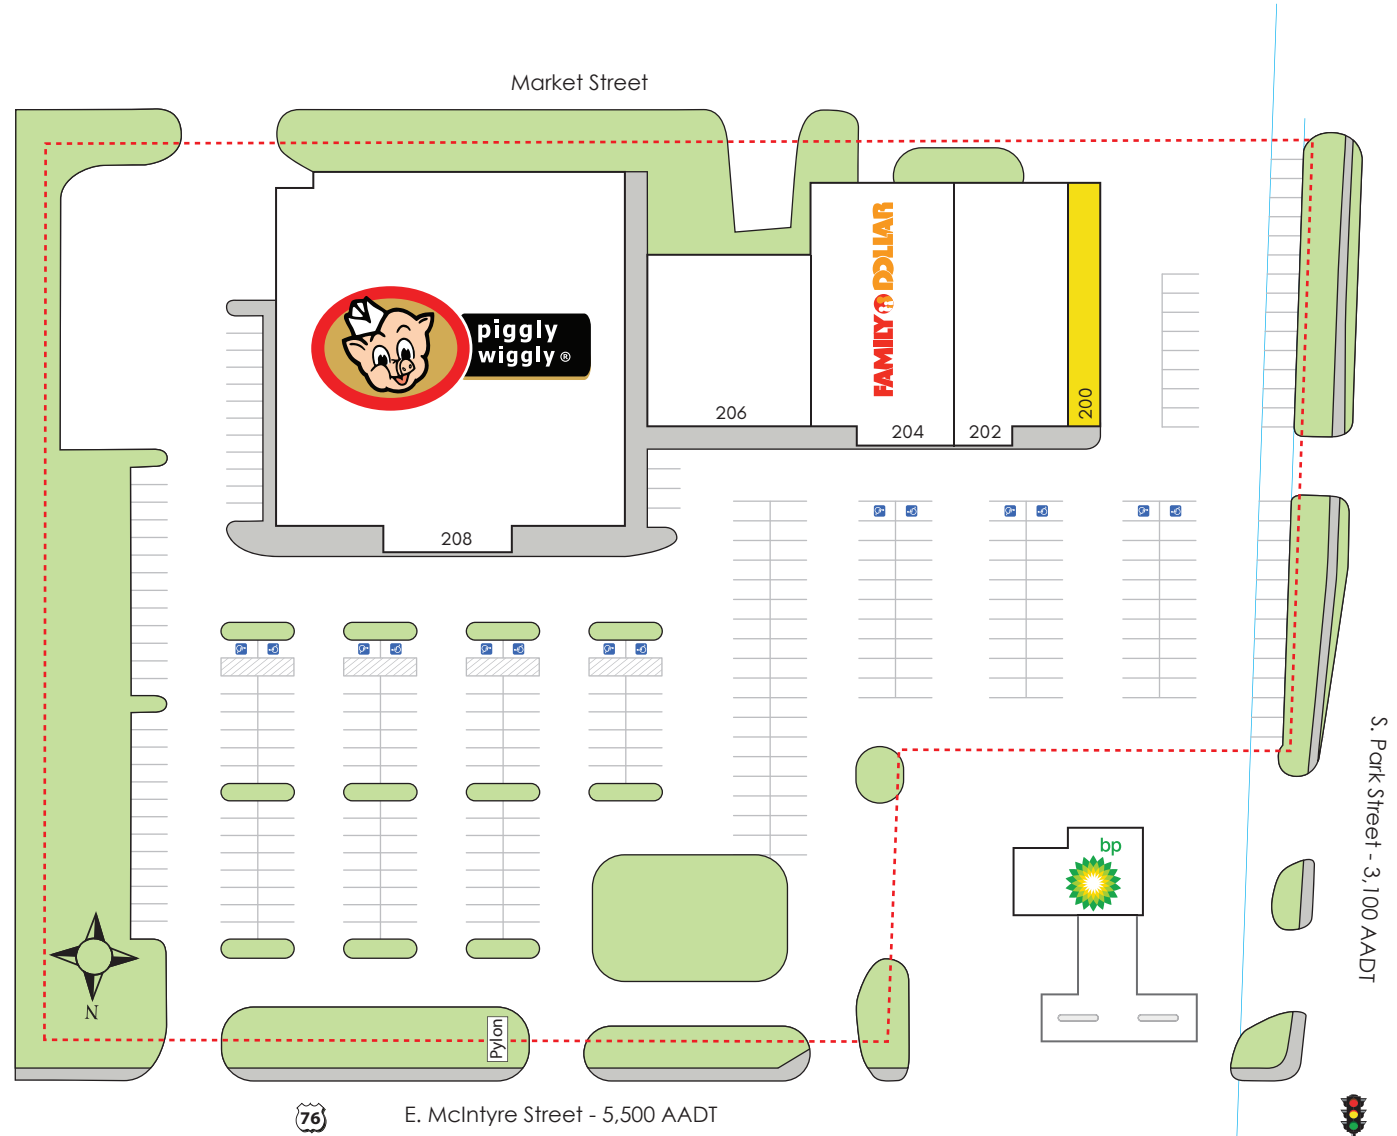 Market Street
piggly
wiggly®
FAMILY DOLLAR
206
204
202
200
208
S. Park Street - 3,100 AADT
bp
N
Pylon
76
E. McIntyre Street - 5,500 AADT